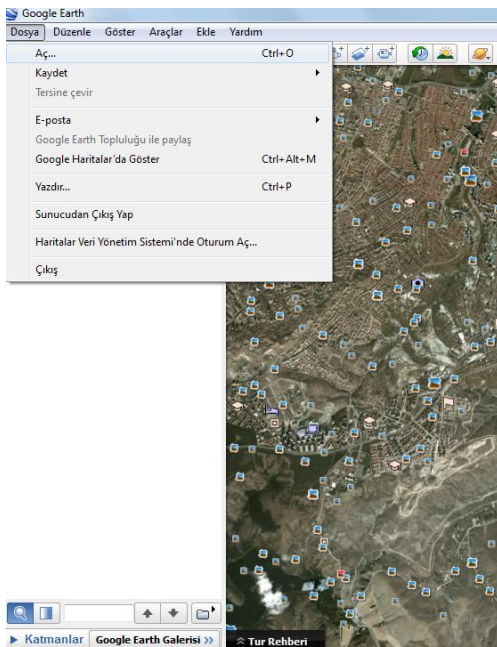 Google Earth
Dosya Düzenle Göster Araçlar Ekle Yardım
Aç... Ctrl+O
Kaydet
Tersine çevir
E-posta
Google Earth Topluluğu ile paylaş
Google Haritalar'da Göster Ctrl+Alt+M
Yazdır... Ctrl+P
Sunucudan Çıkış Yap
Haritalar Veri Yönetim Sistemi'nde Oturum Aç...
Çıkış
Katmanlar Google Earth Galerisi »
Tur Rehberi